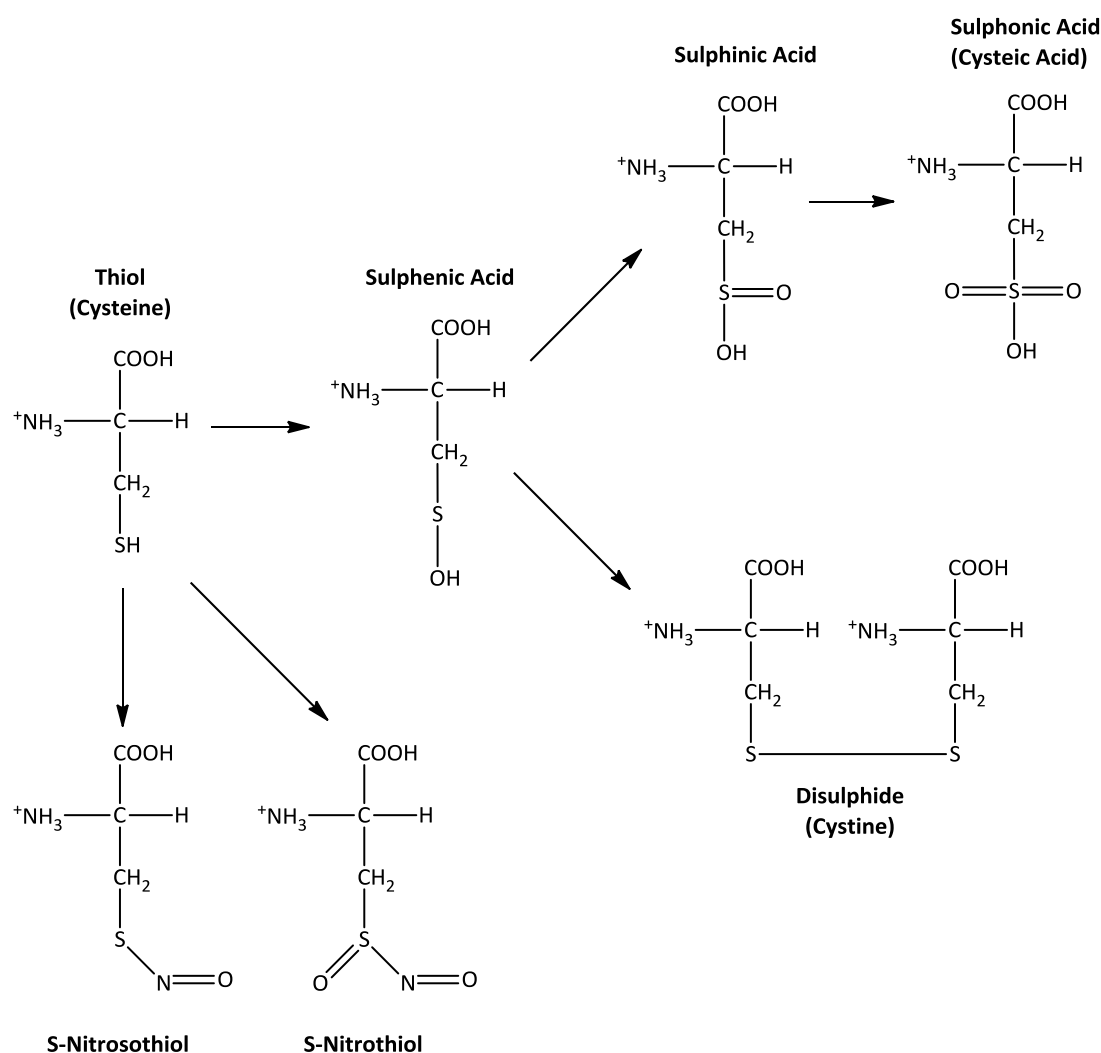 Sulphonic Acid
(Cysteic Acid)
Sulphinic Acid
COOH
COOH
⁺NH₃ C H
⁺NH₃ C H
CH₂
CH₂
S O
O S O
OH
OH
Thiol
(Cysteine)
Sulphenic Acid
COOH
COOH
⁺NH₃ C H
⁺NH₃ C H
CH₂
CH₂
SH
S
OH
COOH
COOH
⁺NH₃ C H
⁺NH₃ C H
CH₂
CH₂
S S
Disulphide
(Cystine)
COOH
COOH
⁺NH₃ C H
⁺NH₃ C H
CH₂
CH₂
S
S
N O
O N O
S-Nitrosothiol
S-Nitrothiol